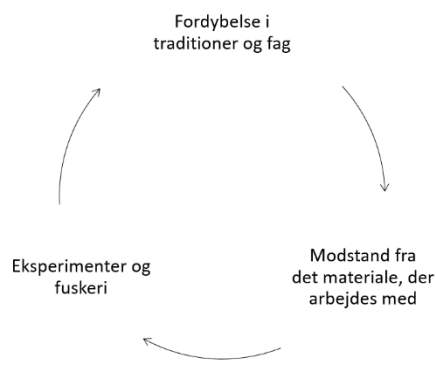 Fordybelse i
traditioner og fag
Modstand fra
det materiale, der
arbejdes med
Eksperimenter og
fuskeri